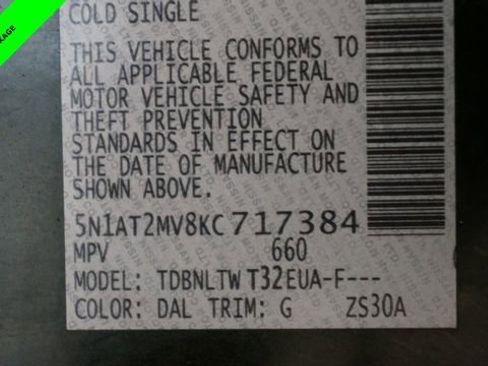 KAGE
COLD SINGLE
THIS VEHICLE CONFORMS TO
ALL APPLICABLE FEDERAL
MOTOR VEHICLE SAFETY AND
THEFT PREVENTION
STANDARDS IN EFFECT ON
THE DATE OF MANUFACTURE
SHOWN ABOVE.
5N1AT2MV8KC717384
MPV 660
MODEL: TDBNLTW T32EUA-F---
COLOR: DAL TRIM: G ZS30A